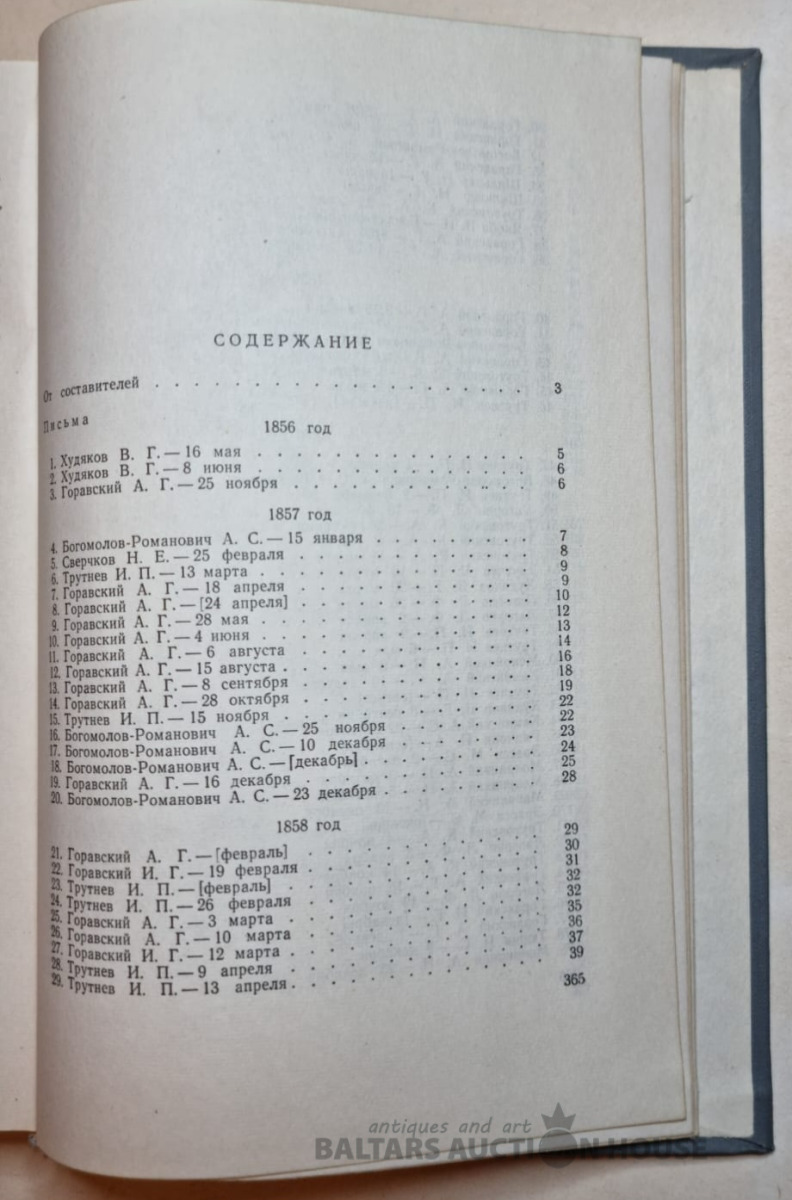 СОДЕРЖАНИЕ
От составителей . . . . . . . . . . . . . . . . . . . 3
Письма
1856 год
1. Худяков В. Г. — 16 мая . . . . . . . . . . . . . . 5
2. Худяков В. Г. — 8 июня . . . . . . . . . . . . . . 6
3. Горавский А. Г. — 25 ноября . . . . . . . . . . . . 6
1857 год
4. Богомолов-Романович А. С. — 15 января . . . . . . . . . 7
5. Сверчков Н. Е. — 25 февраля . . . . . . . . . . . . 8
6. Трутнев И. П. — 13 марта . . . . . . . . . . . . . 9
7. Горавский А. Г. — 18 апреля . . . . . . . . . . . . 9
8. Горавский А. Г. — [24 апреля] . . . . . . . . . . . 10
9. Горавский А. Г. — 28 мая . . . . . . . . . . . . . 12
10. Горавский А. Г. — 4 июня . . . . . . . . . . . . . 13
11. Горавский А. Г. — 6 августа . . . . . . . . . . . . 14
12. Горавский А. Г. — 15 августа . . . . . . . . . . . . 16
13. Горавский А. Г. — 8 сентября . . . . . . . . . . . . 18
14. Горавский А. Г. — 28 октября . . . . . . . . . . . . 19
15. Трутнев И. П. — 15 ноября . . . . . . . . . . . . . 22
16. Богомолов-Романович А. С. — 25 ноября . . . . . . . . 22
17. Богомолов-Романович А. С. — 10 декабря . . . . . . . . 23
18. Богомолов-Романович А. С. — [декабрь] . . . . . . . . . 24
19. Горавский А. Г. — 16 декабря . . . . . . . . . . . . 25
20. Богомолов-Романович А. С. — 23 декабря . . . . . . . . 28
1858 год
21. Горавский А. Г. — [февраль] . . . . . . . . . . . . 29
22. Горавский И. Г. — 19 февраля . . . . . . . . . . . . 30
23. Трутнев И. П. — [февраль] . . . . . . . . . . . . . 31
24. Трутнев И. П. — 26 февраля . . . . . . . . . . . . 32
25. Горавский А. Г. — 3 марта . . . . . . . . . . . . . 32
26. Горавский А. Г. — 10 марта . . . . . . . . . . . . 35
27. Горавский И. Г. — 12 марта . . . . . . . . . . . . . 36
28. Трутнев И. П. — 9 апреля . . . . . . . . . . . . . 37
29. Трутнев И. П. — 13 апреля . . . . . . . . . . . . . 39
365
antiques and art
BALTARS AUCTION HOUSE